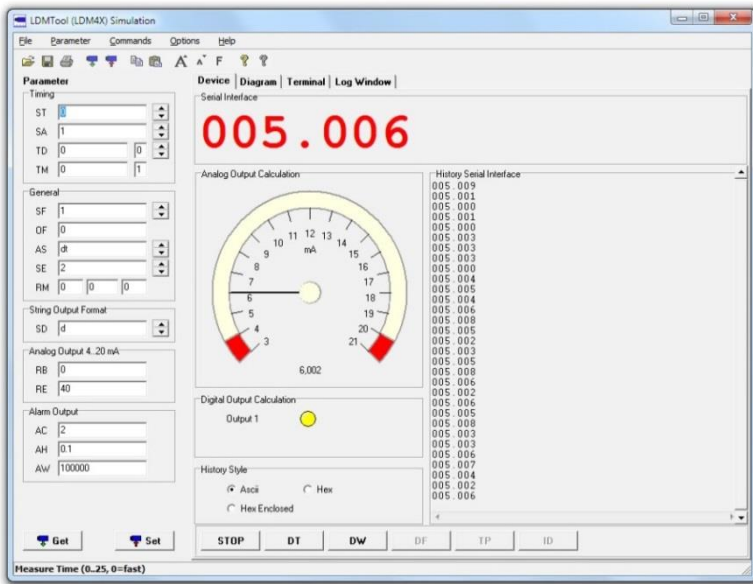 LDMTool (LDM4X) Simulation
File Parameter Commands Options Help
A A F ? ?
Parameter
Timing
ST 0
SA 1
TD 0 0
TM 0 1
General
SF 1
OF 0
AS dt
SE 2
RM 0 0 0
String Output Format
SD d
Analog Output 4..20 mA
RB 0
RE 40
Alarm Output
AC 2
AH 0.1
AW 100000
Get Set
Device Diagram Terminal Log Window
Serial Interface
005.006
Analog Output Calculation
3 4 5 6 7 8 9 10 11 12 13 14 15 16 17 18 19 20 21
mA
6,002
Digital Output Calculation
Output 1
History Style
Ascii Hex
Hex Enclosed
History Serial Interface
005.009
005.001
005.000
005.001
005.000
005.003
005.003
005.003
005.000
005.004
005.005
005.004
005.006
005.008
005.005
005.002
005.003
005.005
005.008
005.006
005.002
005.006
005.005
005.008
005.003
005.003
005.006
005.007
005.004
005.002
005.006
STOP DT DW DF TP ID
Measure Time (0..25, 0=fast)